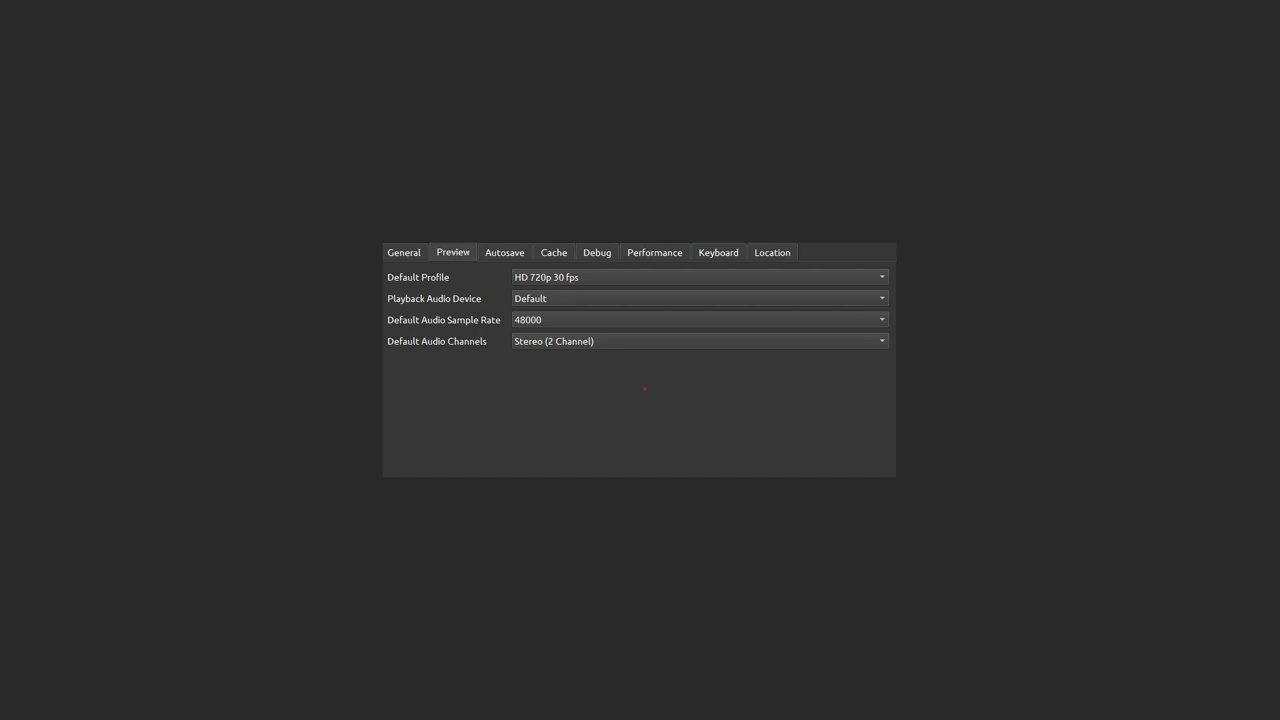 General Preview Autosave Cache Debug Performance Keyboard Location
Default Profile HD 720p 30 fps
Playback Audio Device Default
Default Audio Sample Rate 48000
Default Audio Channels Stereo (2 Channel)